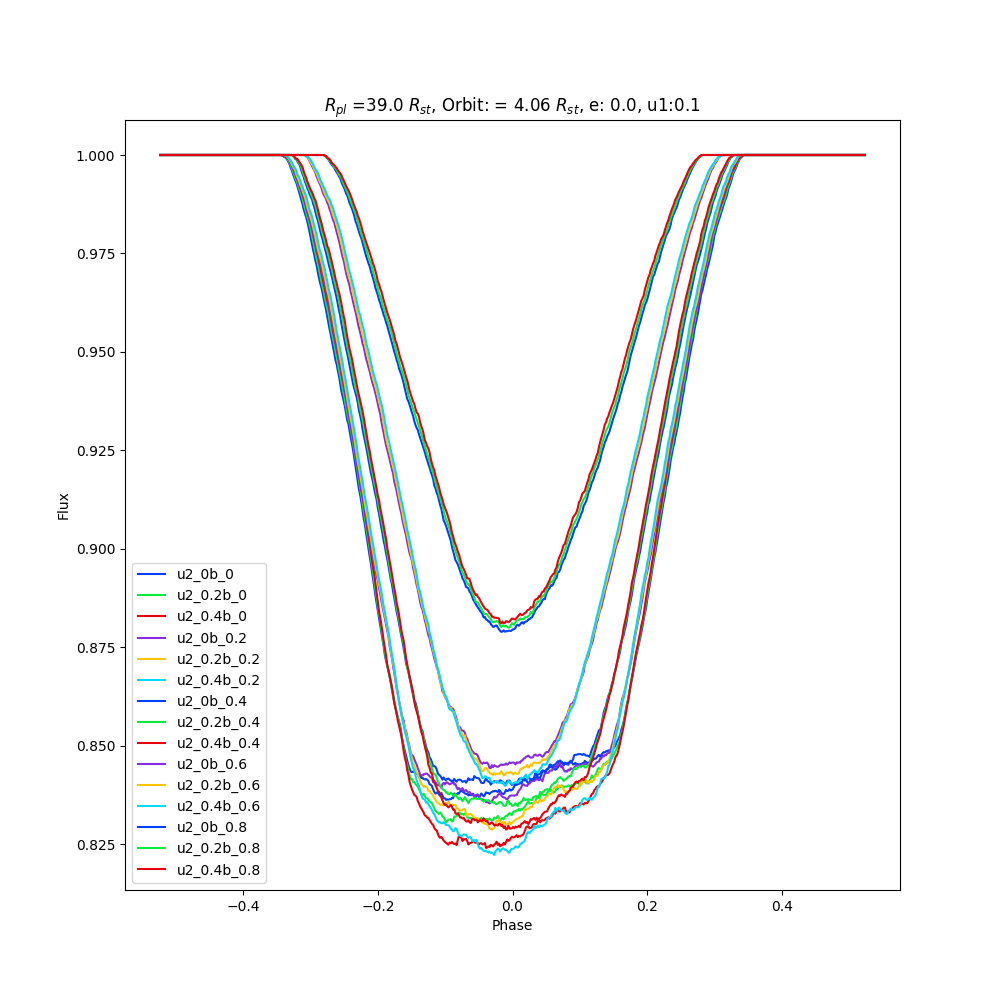 R_pl =39.0 R_st, Orbit: = 4.06 R_st, e: 0.0, u1:0.1
1.000
0.975
0.950
0.925
0.900
0.875
0.850
0.825
Flux
u2_0b_0
u2_0.2b_0
u2_0.4b_0
u2_0b_0.2
u2_0.2b_0.2
u2_0.4b_0.2
u2_0b_0.4
u2_0.2b_0.4
u2_0.4b_0.4
u2_0b_0.6
u2_0.2b_0.6
u2_0.4b_0.6
u2_0b_0.8
u2_0.2b_0.8
u2_0.4b_0.8
−0.4 −0.2 0.0 0.2 0.4
Phase